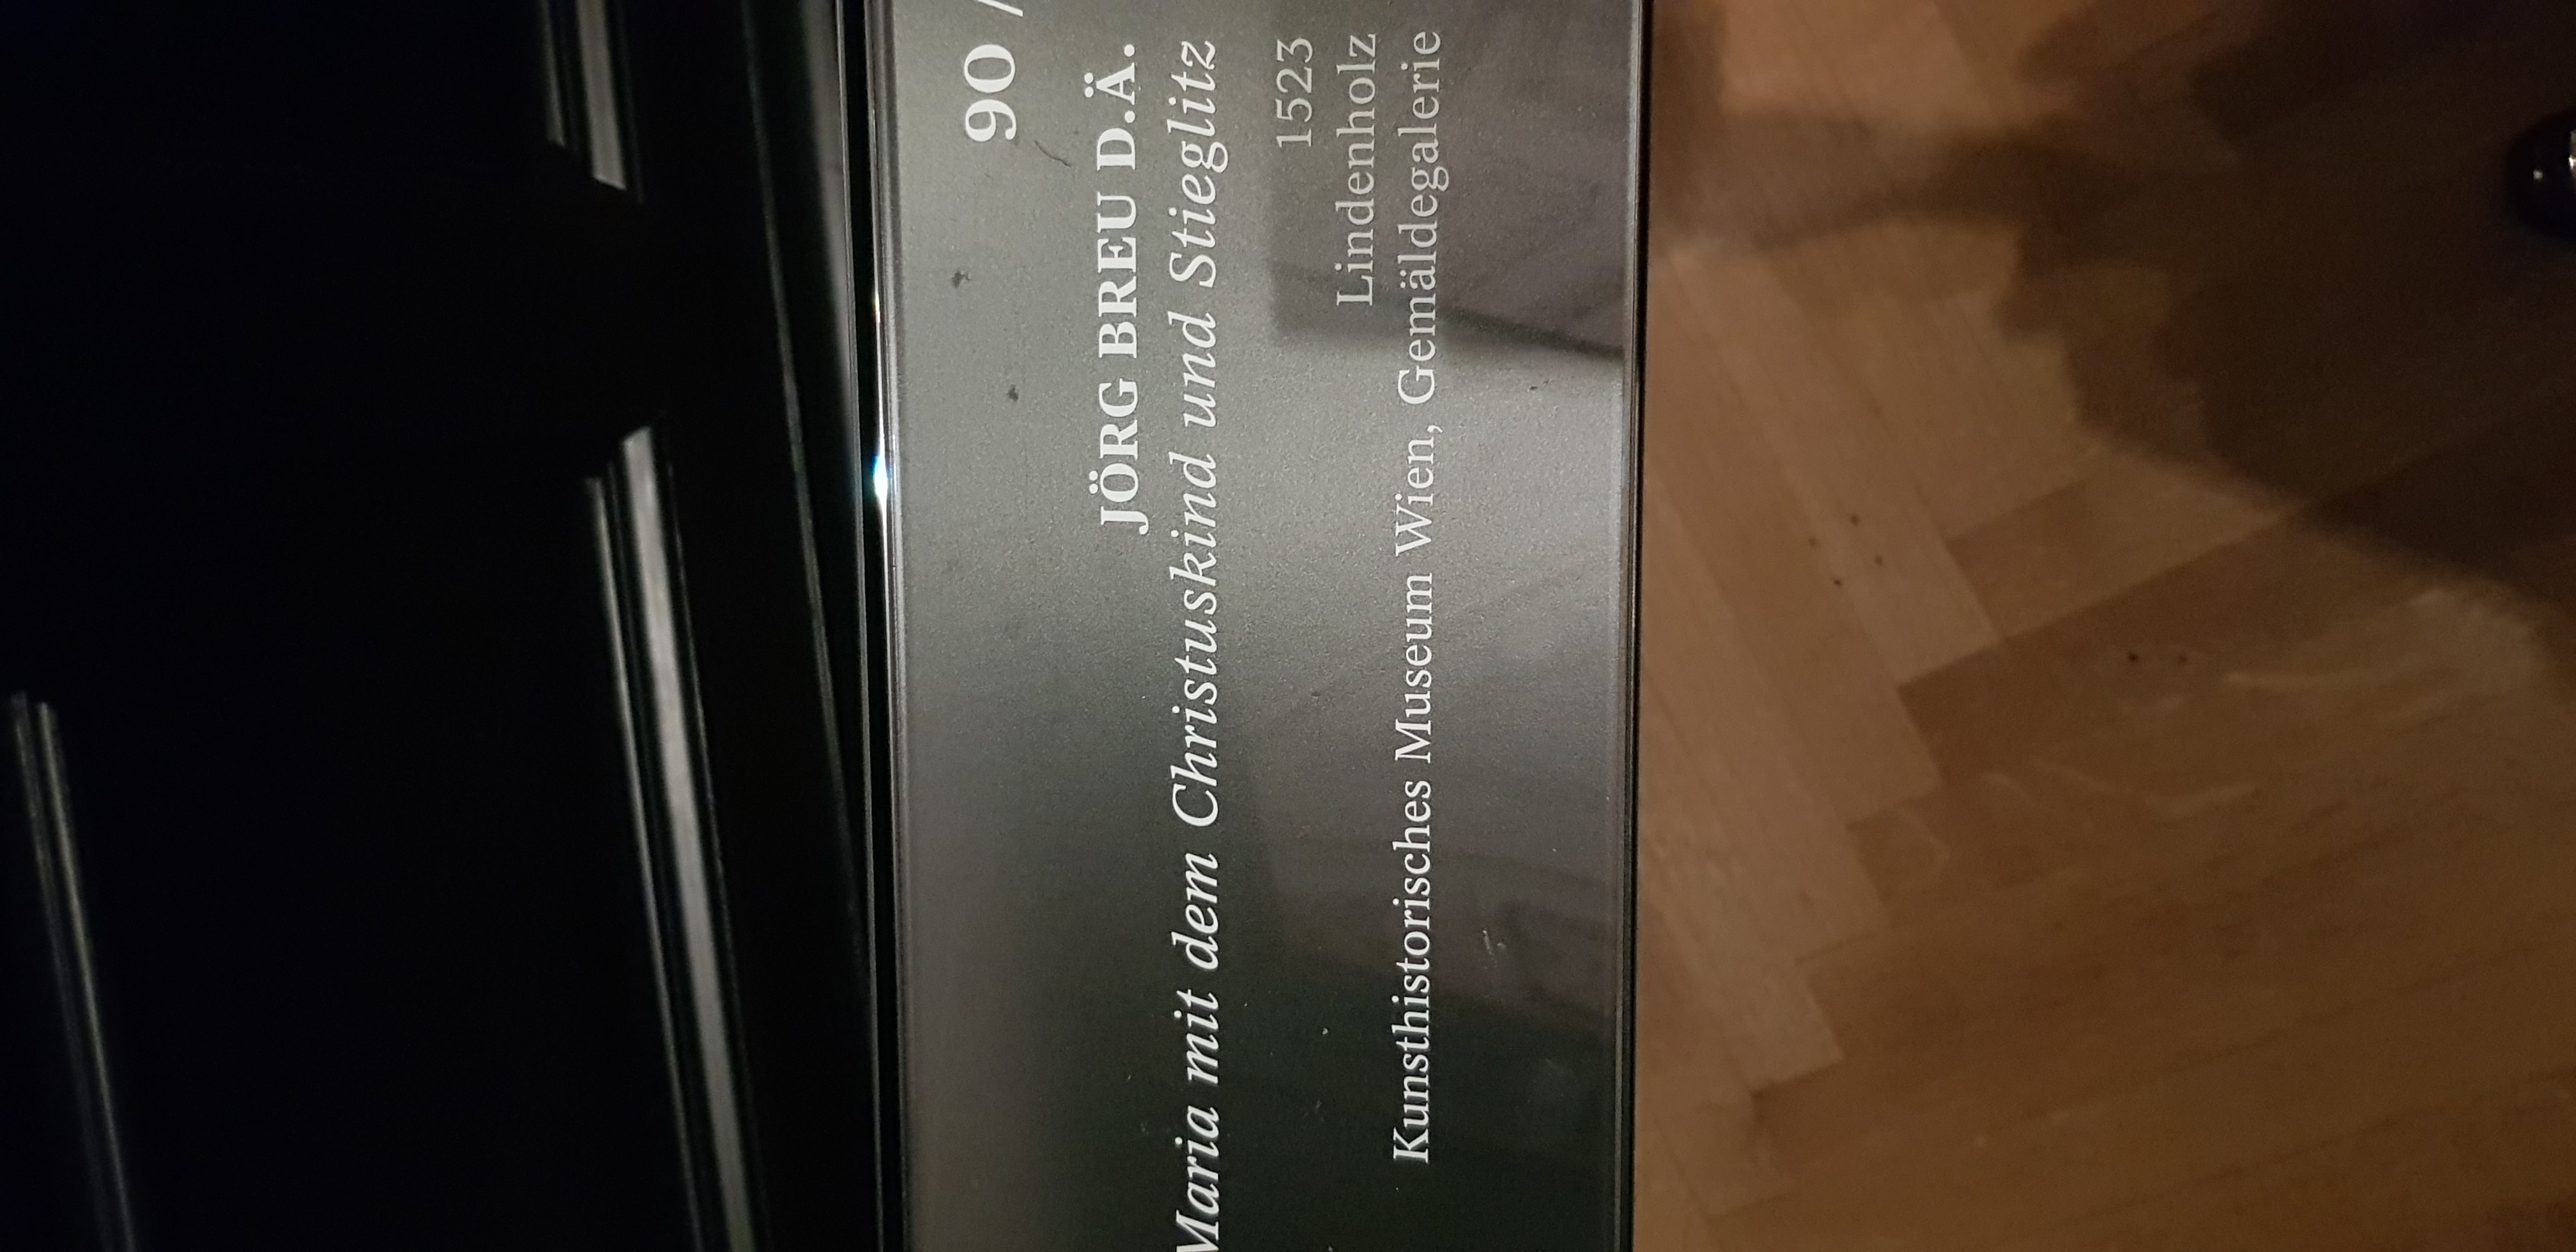 90 /
JÖRG BREU D.Ä.
Maria mit dem Christuskind und Stieglitz
1523
Lindenholz
Kunsthistorisches Museum Wien, Gemäldegalerie